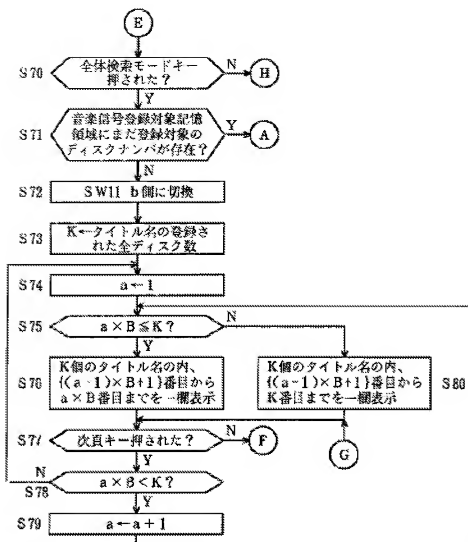 E
S70
全体検索モードキー
押された？
N
H
Y
S71
音楽信号登録対象記憶
領域にまだ登録対象の
ディスクナンバが存在？
Y
A
N
S72
SW11 b側に切換
S73
K←タイトル名の登録さ
れた全ディスク数
S74
a←1
S75
a×B≦K？
N
Y
S76
K個のタイトル名の内、
{(a-1)×B+1}番目から
a×B番目までを一欄表示
K個のタイトル名の内、
{(a-1)×B+1}番目から
K番目までを一欄表示
S80
S77
次頁キー押された？
N
F
G
Y
N
S78
a×B<K？
Y
S79
a←a+1